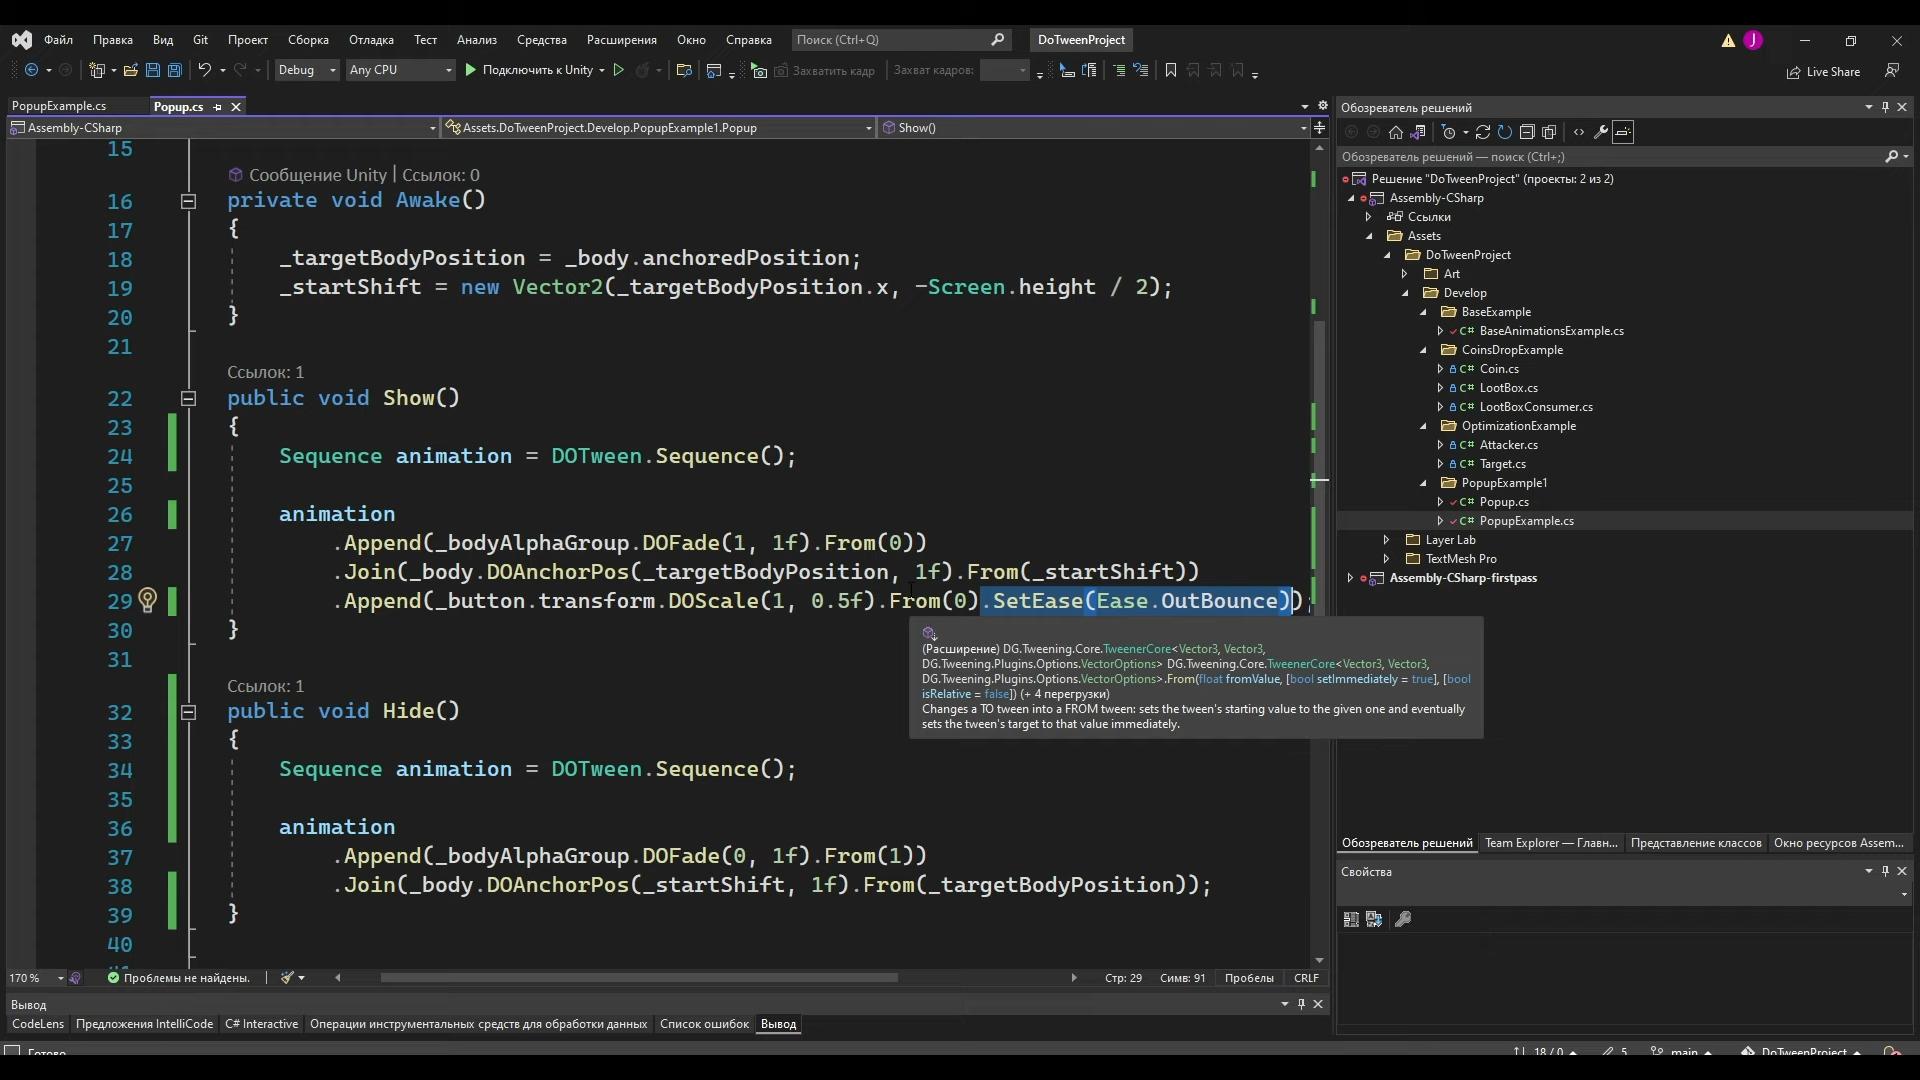 Файл Правка Вид Git Проект Сборка Отладка Тест Анализ Средства Расширения Окно Справка Поиск (Ctrl+Q) DoTweenProject J
Debug Any CPU Подключить к Unity Захватить кадр Захват кадров: Live Share
PopupExample.cs Popup.cs
Assembly-CSharp Assets.DoTweenProject.Develop.PopupExample1.Popup Show()
15
Сообщение Unity | Ссылок: 0
16 private void Awake()
17 {
18 _targetBodyPosition = _body.anchoredPosition;
19 _startShift = new Vector2(_targetBodyPosition.x, -Screen.height / 2);
20 }
21
Ссылок: 1
22 public void Show()
23 {
24 Sequence animation = DOTween.Sequence();
25
26 animation
27 .Append(_bodyAlphaGroup.DOFade(1, 1f).From(0))
28 .Join(_body.DOAnchorPos(_targetBodyPosition, 1f).From(_startShift))
29 .Append(_button.transform.DOScale(1, 0.5f).From(0).SetEase(Ease.OutBounce));
30 }
31
(Расширение) DG.Tweening.Core.TweenerCore<Vector3, Vector3,
DG.Tweening.Plugins.Options.VectorOptions> DG.Tweening.Core.TweenerCore<Vector3, Vector3,
DG.Tweening.Plugins.Options.VectorOptions>.From(float fromValue, [bool setImmediately = true], [bool
isRelative = false]) (+ 4 перегрузки)
Changes a TO tween into a FROM tween: sets the tween's starting value to the given one and eventually
sets the tween's target to that value immediately.
Ссылок: 1
32 public void Hide()
33 {
34 Sequence animation = DOTween.Sequence();
35
36 animation
37 .Append(_bodyAlphaGroup.DOFade(0, 1f).From(1))
38 .Join(_body.DOAnchorPos(_startShift, 1f).From(_targetBodyPosition));
39 }
40
170 % Проблемы не найдены. Стр: 29 Симв: 91 Пробелы CRLF
Вывод
CodeLens Предложения IntelliCode C# Interactive Операции инструментальных средств для обработки данных Список ошибок Вывод
Готово 18 / 0 5 main DoTweenProject
Обозреватель решений
Обозреватель решений — поиск (Ctrl+;)
Решение "DoTweenProject" (проекты: 2 из 2)
Assembly-CSharp
Ссылки
Assets
DoTweenProject
Art
Develop
BaseExample
C# BaseAnimationsExample.cs
CoinsDropExample
C# Coin.cs
C# LootBox.cs
C# LootBoxConsumer.cs
OptimizationExample
C# Attacker.cs
C# Target.cs
PopupExample1
C# Popup.cs
C# PopupExample.cs
Layer Lab
TextMesh Pro
Assembly-CSharp-firstpass
Обозреватель решений Team Explorer — Главн... Представление классов Окно ресурсов Assem...
Свойства